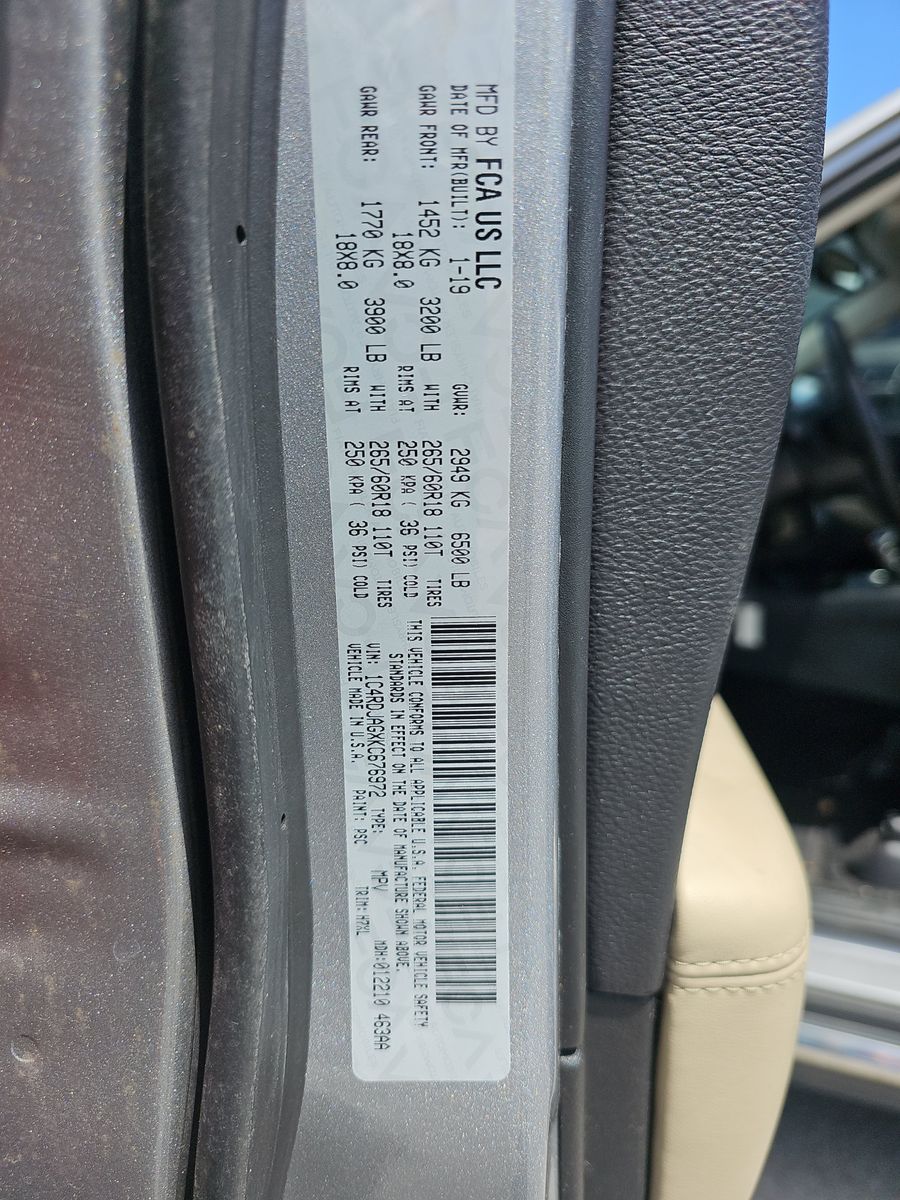 MFD BY FCA US LLC
DATE OF MFR(BUILT): 1-19 GVWR: 2949 KG 6500 LB
GAWR FRONT: 1452 KG 3200 LB WITH 265/60R18 110T TIRES
18X8.0 RIMS AT 250 KPA ( 36 PSI) COLD
GAWR REAR: 1770 KG 3900 LB WITH 265/60R18 110T TIRES
18X8.0 RIMS AT 250 KPA ( 36 PSI) COLD
THIS VEHICLE CONFORMS TO ALL APPLICABLE U.S.A. FEDERAL MOTOR VEHICLE SAFETY
STANDARDS IN EFFECT ON THE DATE OF MANUFACTURE SHOWN ABOVE.
VIN: 1C4RDJAGXKC676972 TYPE: MPV MDH:012210 463AA
VEHICLE MADE IN U.S.A. PAINT: PSC TRIM:H7XL